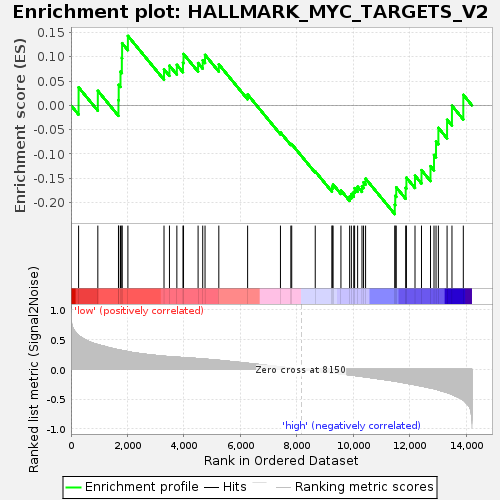 Enrichment plot: HALLMARK_MYC_TARGETS_V2
Enrichment score (ES)
0.15
0.10
0.05
0.00
-0.05
-0.10
-0.15
-0.20
'low' (positively correlated)
Ranked list metric (Signal2Noise)
1.0
0.5
0.0
-0.5
-1.0
Zero cross at 8150
'high' (negatively correlated)
0 2,000 4,000 6,000 8,000 10,000 12,000 14,000
Rank in Ordered Dataset
Enrichment profile Hits Ranking metric scores